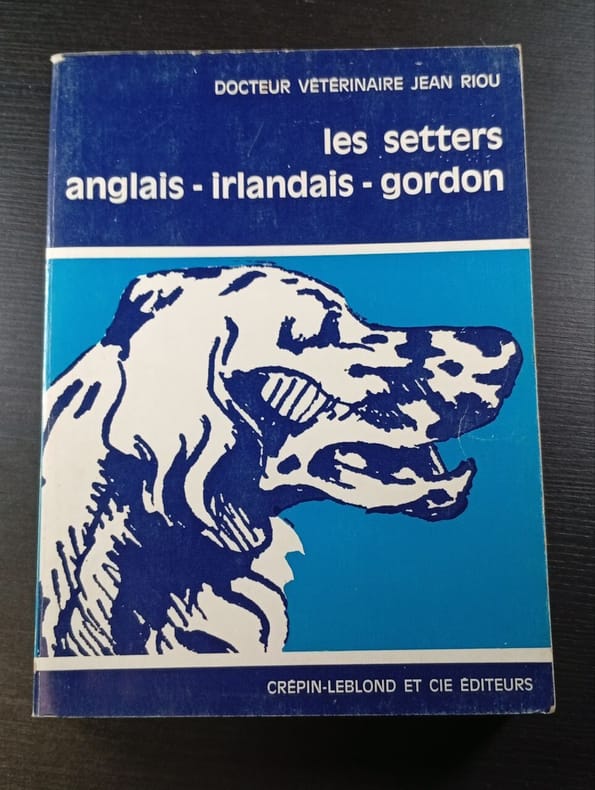 DOCTEUR VÉTÉRINAIRE JEAN RIOU
les setters
anglais - irlandais - gordon
CRÉPIN-LEBLOND ET CIE ÉDITEURS